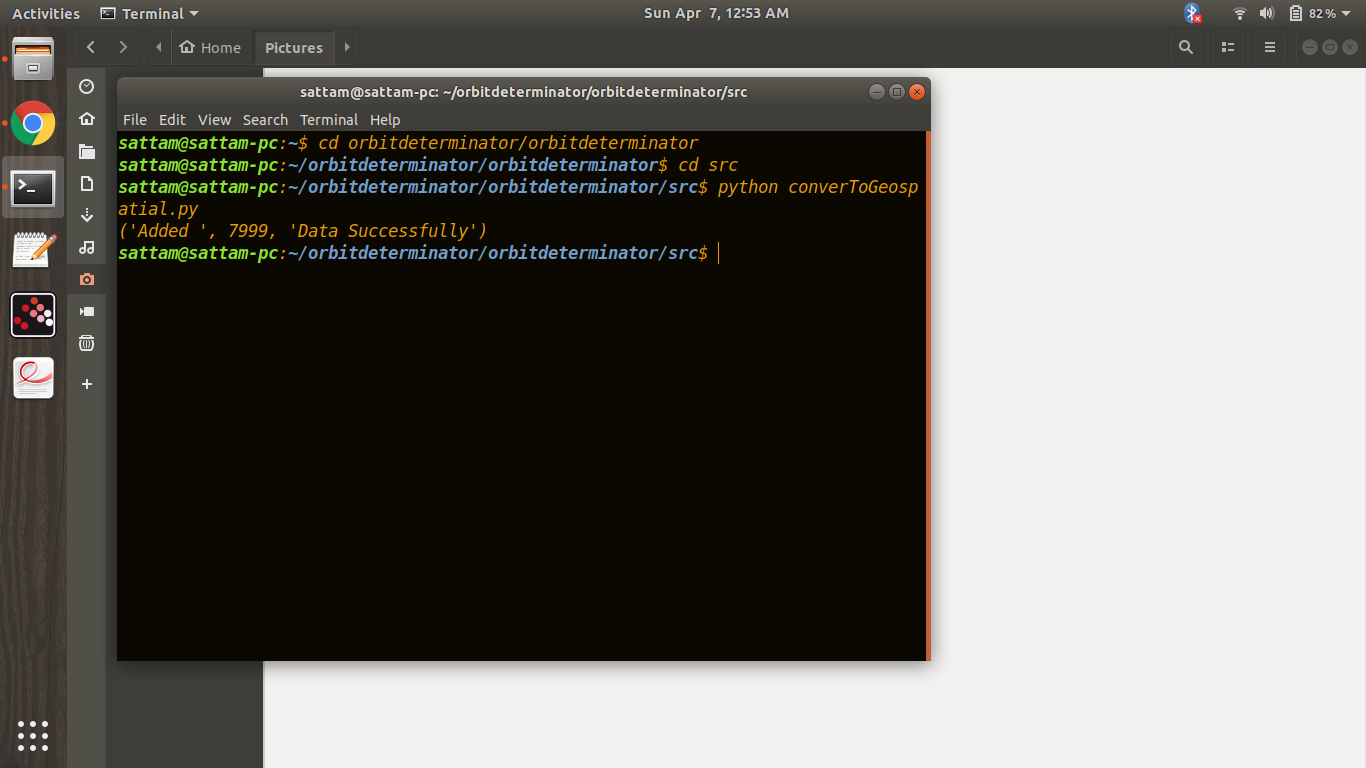 Activities Terminal Sun Apr 7, 12:53 AM 82%
Home Pictures
sattam@sattam-pc: ~/orbitdeterminator/orbitdeterminator/src
File Edit View Search Terminal Help
sattam@sattam-pc:~$ cd orbitdeterminator/orbitdeterminator
sattam@sattam-pc:~/orbitdeterminator/orbitdeterminator$ cd src
sattam@sattam-pc:~/orbitdeterminator/orbitdeterminator/src$ python converToGeosp
atial.py
('Added ', 7999, 'Data Successfully')
sattam@sattam-pc:~/orbitdeterminator/orbitdeterminator/src$